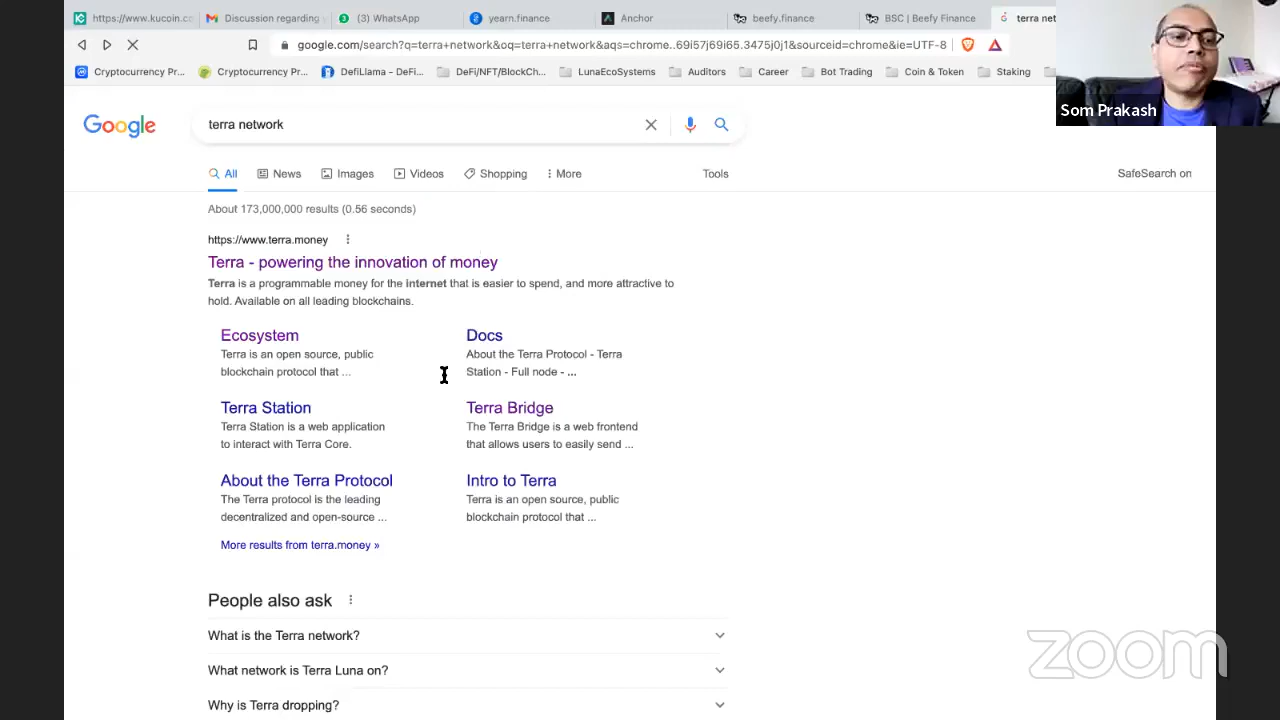 https://www.kucoin.cc
Discussion regarding
(3) WhatsApp
yearn.finance
Anchor
beefy.finance
BSC | Beefy Finance
terra net
google.com/search?q=terra+network&oq=terra+network&aqs=chrome..69i57j69i65.3475j0j1&sourceid=chrome&ie=UTF-8
Cryptocurrency Pr...
Cryptocurrency Pr...
DefiLlama - DeFi...
DeFi/NFT/BlockCh...
LunaEcoSystems
Auditors
Career
Bot Trading
Coin & Token
Staking
Som Prakash
Google
terra network
All
News
Images
Videos
Shopping
More
Tools
SafeSearch on
About 173,000,000 results (0.56 seconds)
https://www.terra.money
Terra - powering the innovation of money
Terra is a programmable money for the internet that is easier to spend, and more attractive to
hold. Available on all leading blockchains.
Ecosystem
Terra is an open source, public
blockchain protocol that ...
Docs
About the Terra Protocol - Terra
Station - Full node - ...
Terra Station
Terra Station is a web application
to interact with Terra Core.
Terra Bridge
The Terra Bridge is a web frontend
that allows users to easily send ...
About the Terra Protocol
The Terra protocol is the leading
decentralized and open-source ...
Intro to Terra
Terra is an open source, public
blockchain protocol that ...
More results from terra.money »
People also ask
What is the Terra network?
What network is Terra Luna on?
Why is Terra dropping?
zoom